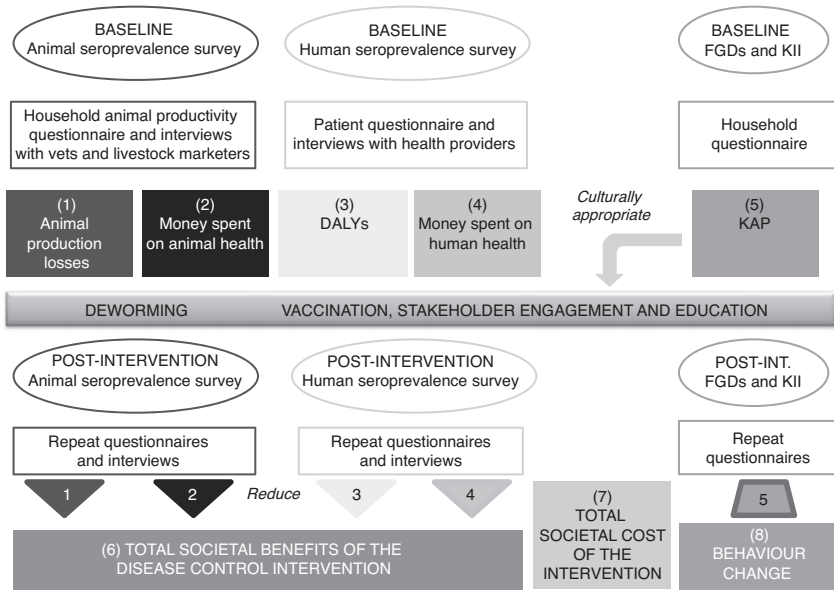 BASELINE
Animal seroprevalence survey
BASELINE
Human seroprevalence survey
BASELINE
FGDs and KII
Household animal productivity
questionnaire and interviews
with vets and livestock marketers
Patient questionnaire and
interviews with health providers
Household
questionnaire
(1)
Animal
production
losses
(2)
Money spent
on animal health
(3)
DALYs
(4)
Money spent on
human health
Culturally
appropriate
(5)
KAP
DEWORMING
VACCINATION, STAKEHOLDER ENGAGEMENT AND EDUCATION
POST-INTERVENTION
Animal seroprevalence survey
POST-INTERVENTION
Human seroprevalence survey
POST-INT.
FGDs and KII
Repeat questionnaires
and interviews
Repeat questionnaires
and interviews
Repeat
questionnaires
1
2
Reduce
3
4
5
(6) TOTAL SOCIETAL BENEFITS OF THE
DISEASE CONTROL INTERVENTION
(7)
TOTAL
SOCIETAL COST
OF THE
INTERVENTION
(8)
BEHAVIOUR
CHANGE